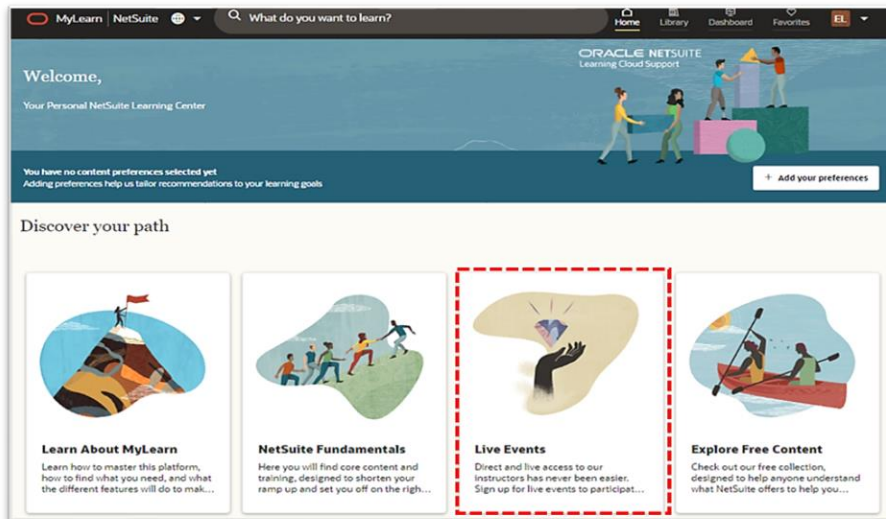 MyLearn | NetSuite
What do you want to learn?
Home
Library
Dashboard
Favorites
EL
ORACLE NETSUITE
Learning Cloud Support
Welcome,
Your Personal NetSuite Learning Center
You have no content preferences selected yet
Adding preferences help us tailor recommendations to your learning goals
+ Add your preferences
Discover your path
Learn About MyLearn
Learn how to master this platform,
how to find what you need, and what
the different features will do to mak...
NetSuite Fundamentals
Here you will find core content and
training, designed to shorten your
ramp up and set you off on the righ...
Live Events
Direct and live access to our
instructors has never been easier.
Sign up for live events to participat...
Explore Free Content
Check out our free collection,
designed to help anyone understand
what NetSuite offers to help you...